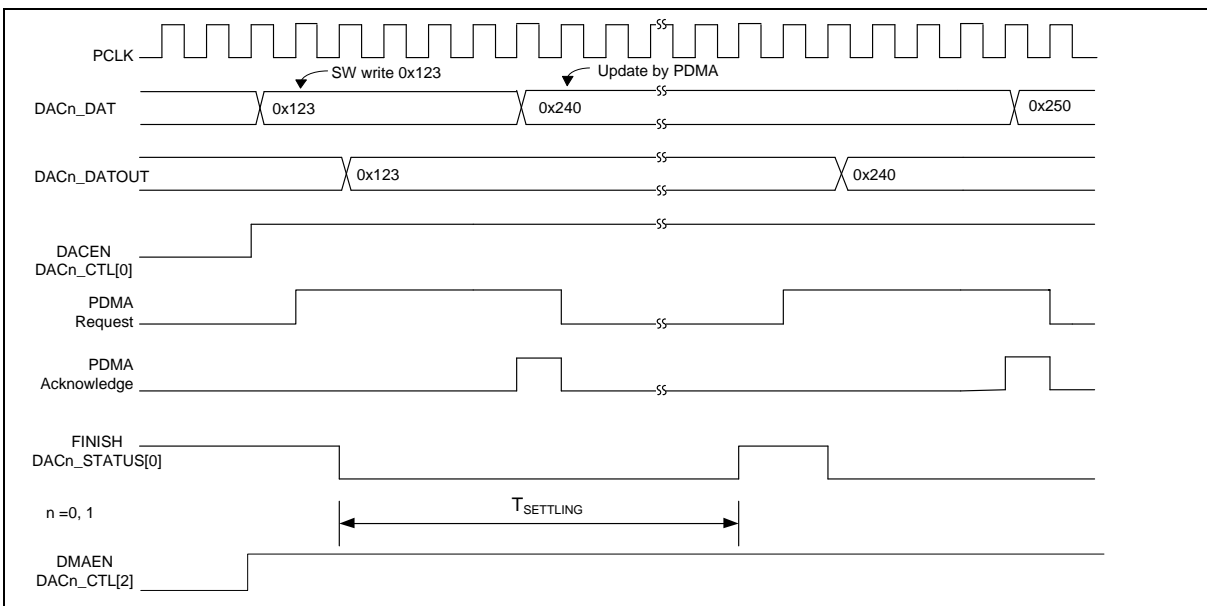 PCLK
SW write 0x123
Update by PDMA
DACn_DAT
0x123
0x240
0x250
DACn_DATOUT
0x123
0x240
DACEN
DACn_CTL[0]
PDMA
Request
PDMA
Acknowledge
FINISH
DACn_STATUS[0]
TSETTLING
n =0, 1
DMAEN
DACn_CTL[2]